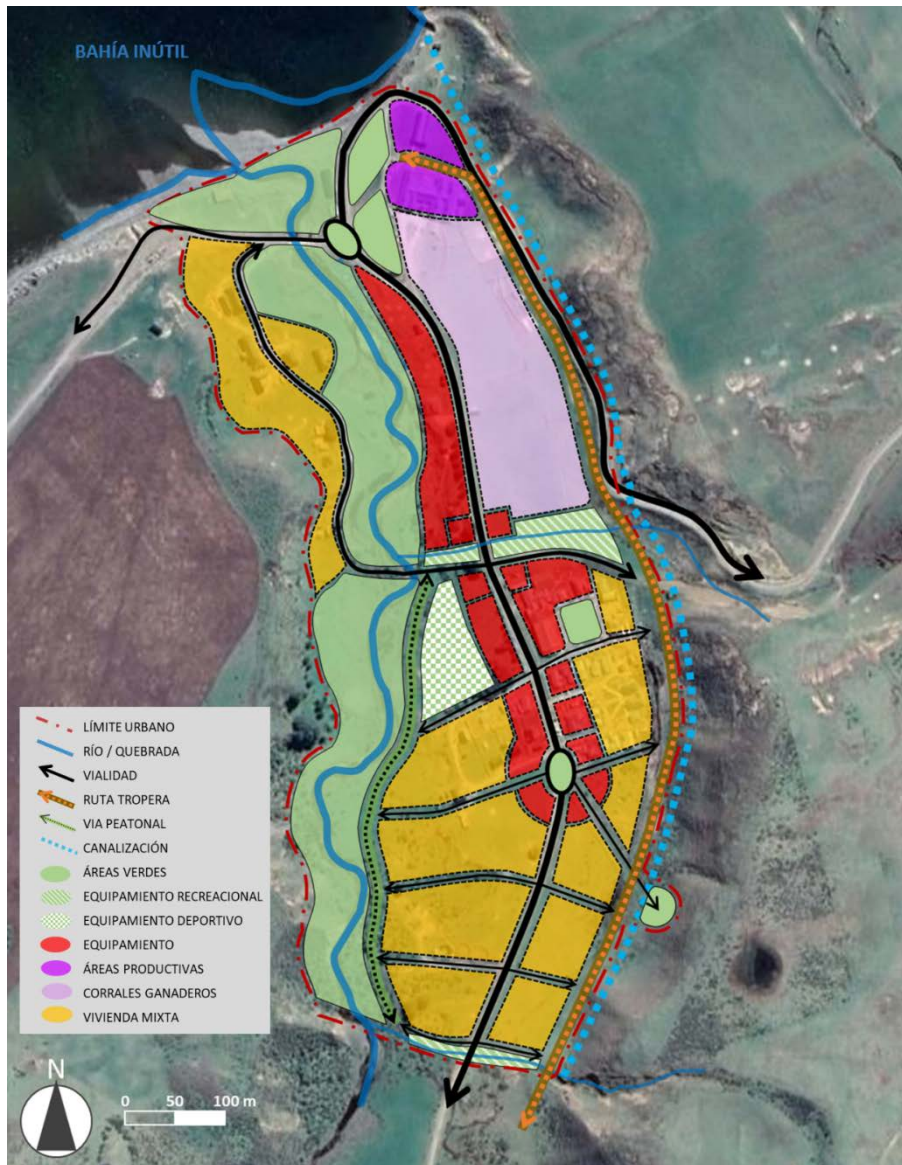 BAHÍA INÚTIL
LÍMITE URBANO
RÍO / QUEBRADA
VIALIDAD
RUTA TROPERA
VIA PEATONAL
CANALIZACIÓN
ÁREAS VERDES
EQUIPAMIENTO RECREACIONAL
EQUIPAMIENTO DEPORTIVO
EQUIPAMIENTO
ÁREAS PRODUCTIVAS
CORRALES GANADEROS
VIVIENDA MIXTA
N
0 50 100 m